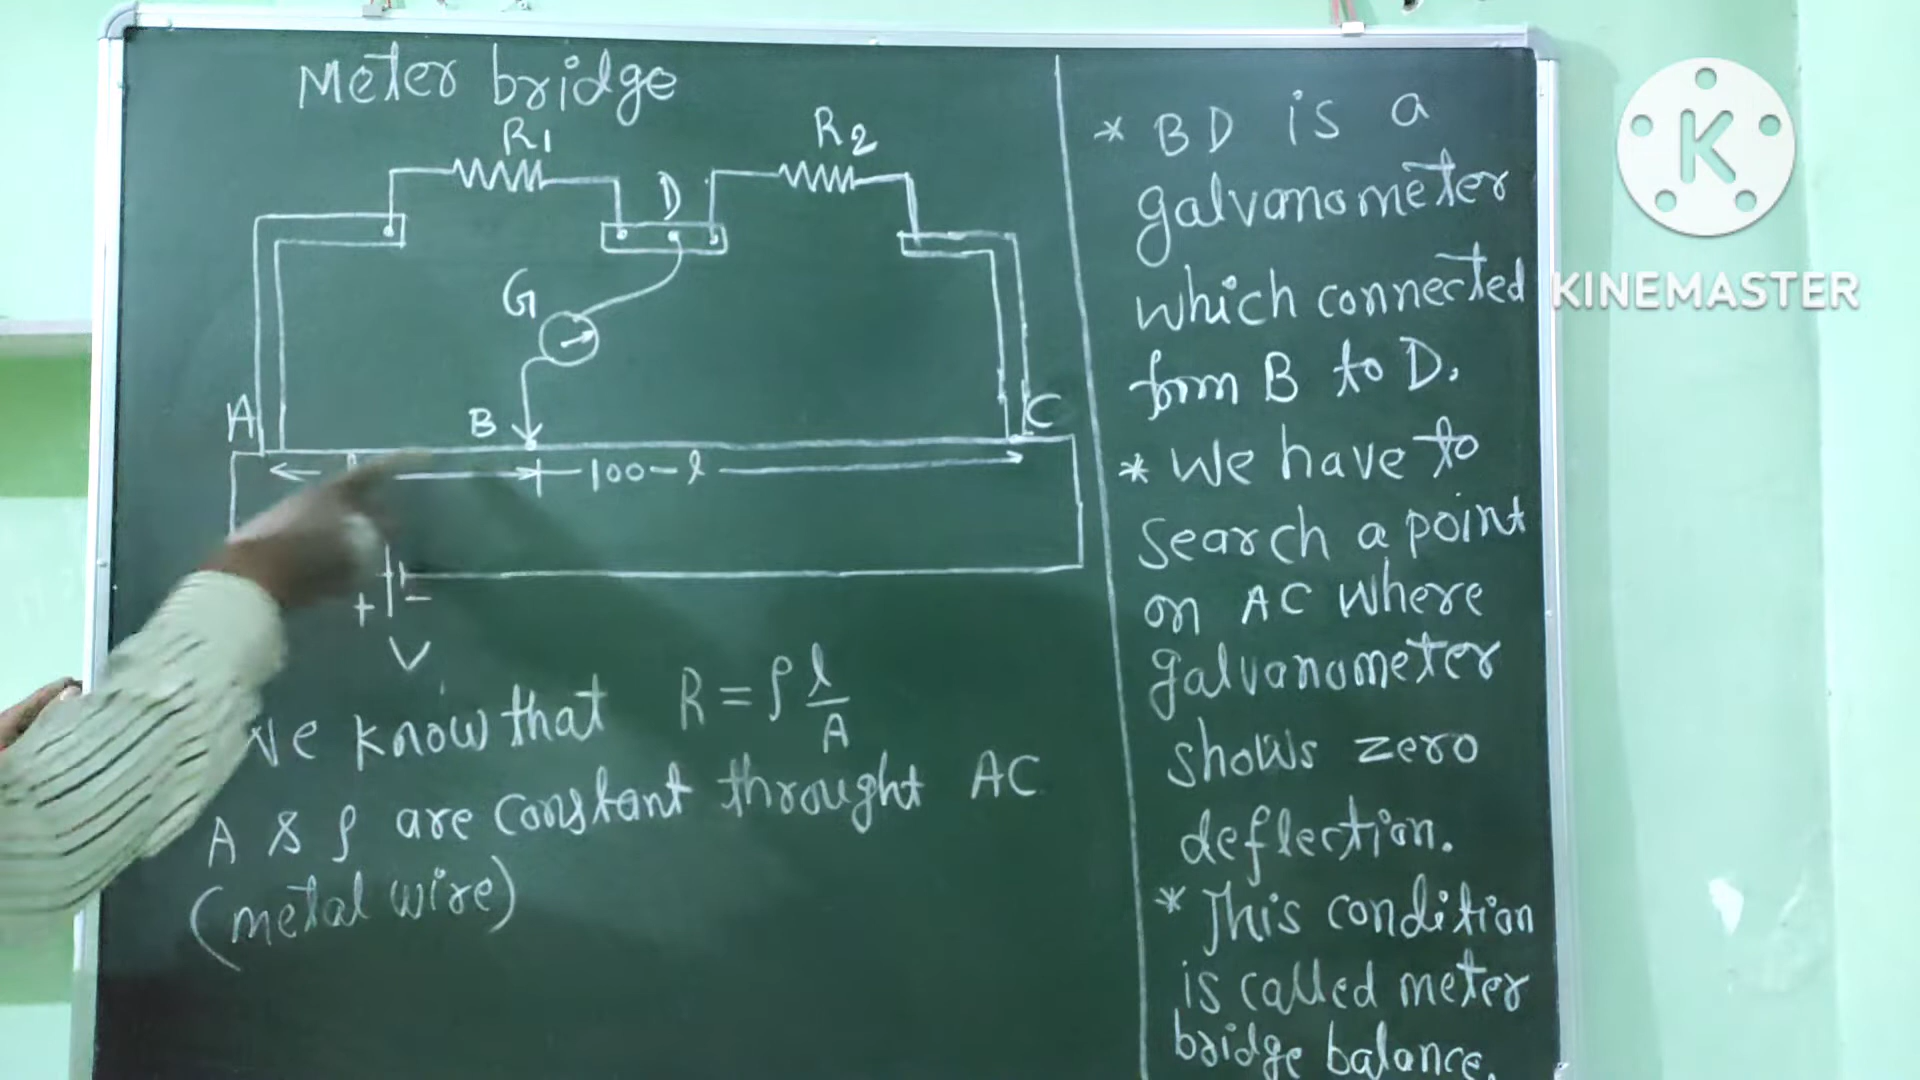 Meter bridge
R1
R2
D
G
A
B
C
100-l
+ -
V
We know that R = ρ l/A
A & ρ are constant throught AC
(metal wire)
* BD is a
galvanometer
which connected
form B to D.
* We have to
Search a point
on AC where
galvanometer
shows zero
deflection.
* This condition
is called meter
bridge balance.
K
KINEMASTER